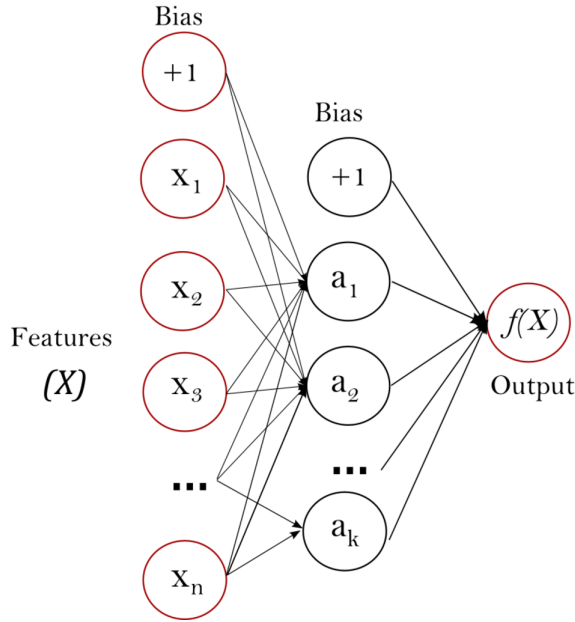 Bias
+1
x1
x2
x3
...
xn
Features
(X)
Bias
+1
a1
a2
...
ak
f(X)
Output